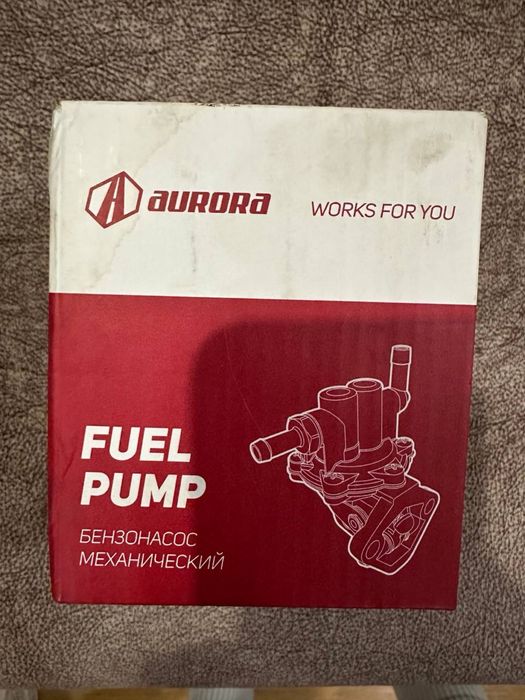 AURORA
WORKS FOR YOU
FUEL
PUMP
БЕНЗОНАСОС
МЕХАНИЧЕСКИЙ